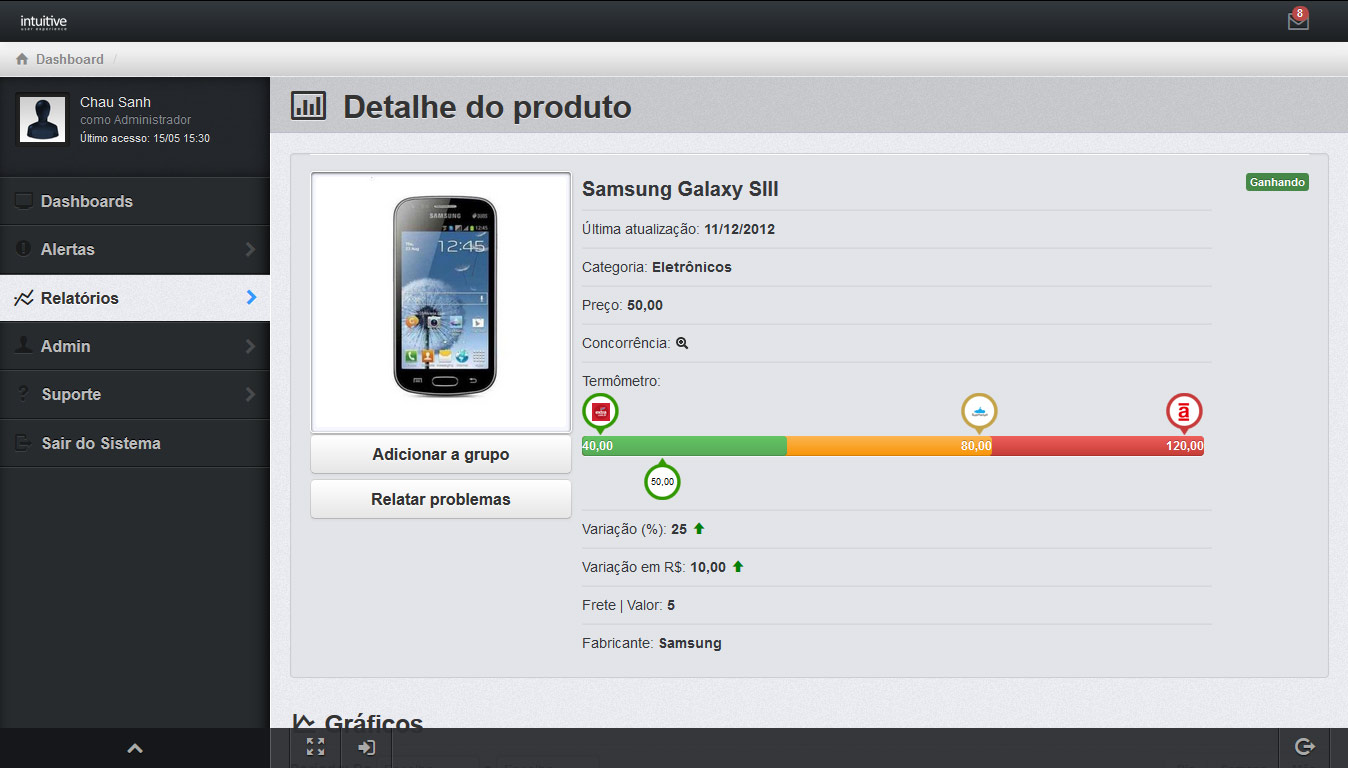 intuitive
user experience
8
Dashboard /
Chau Sanh
como Administrador
Último acesso: 15/05 15:30
Dashboards
Alertas
Relatórios
Admin
Suporte
Sair do Sistema
Detalhe do produto
SAMSUNG
12:45
Adicionar a grupo
Relatar problemas
Samsung Galaxy SIII
Ganhando
Última atualização: 11/12/2012
Categoria: Eletrônicos
Preço: 50,00
Concorrência:
Termômetro:
ā
40,00 80,00 120,00
50,00
Variação (%): 25
Variação em R$: 10,00
Frete | Valor: 5
Fabricante: Samsung
Gráficos